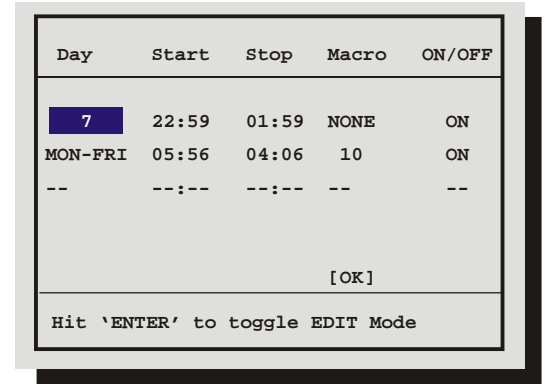 Day Start Stop Macro ON/OFF
7 22:59 01:59 NONE ON
MON-FRI 05:56 04:06 10 ON
-- --:-- --:-- -- --
[OK]
Hit ‘ENTER’ to toggle EDIT Mode